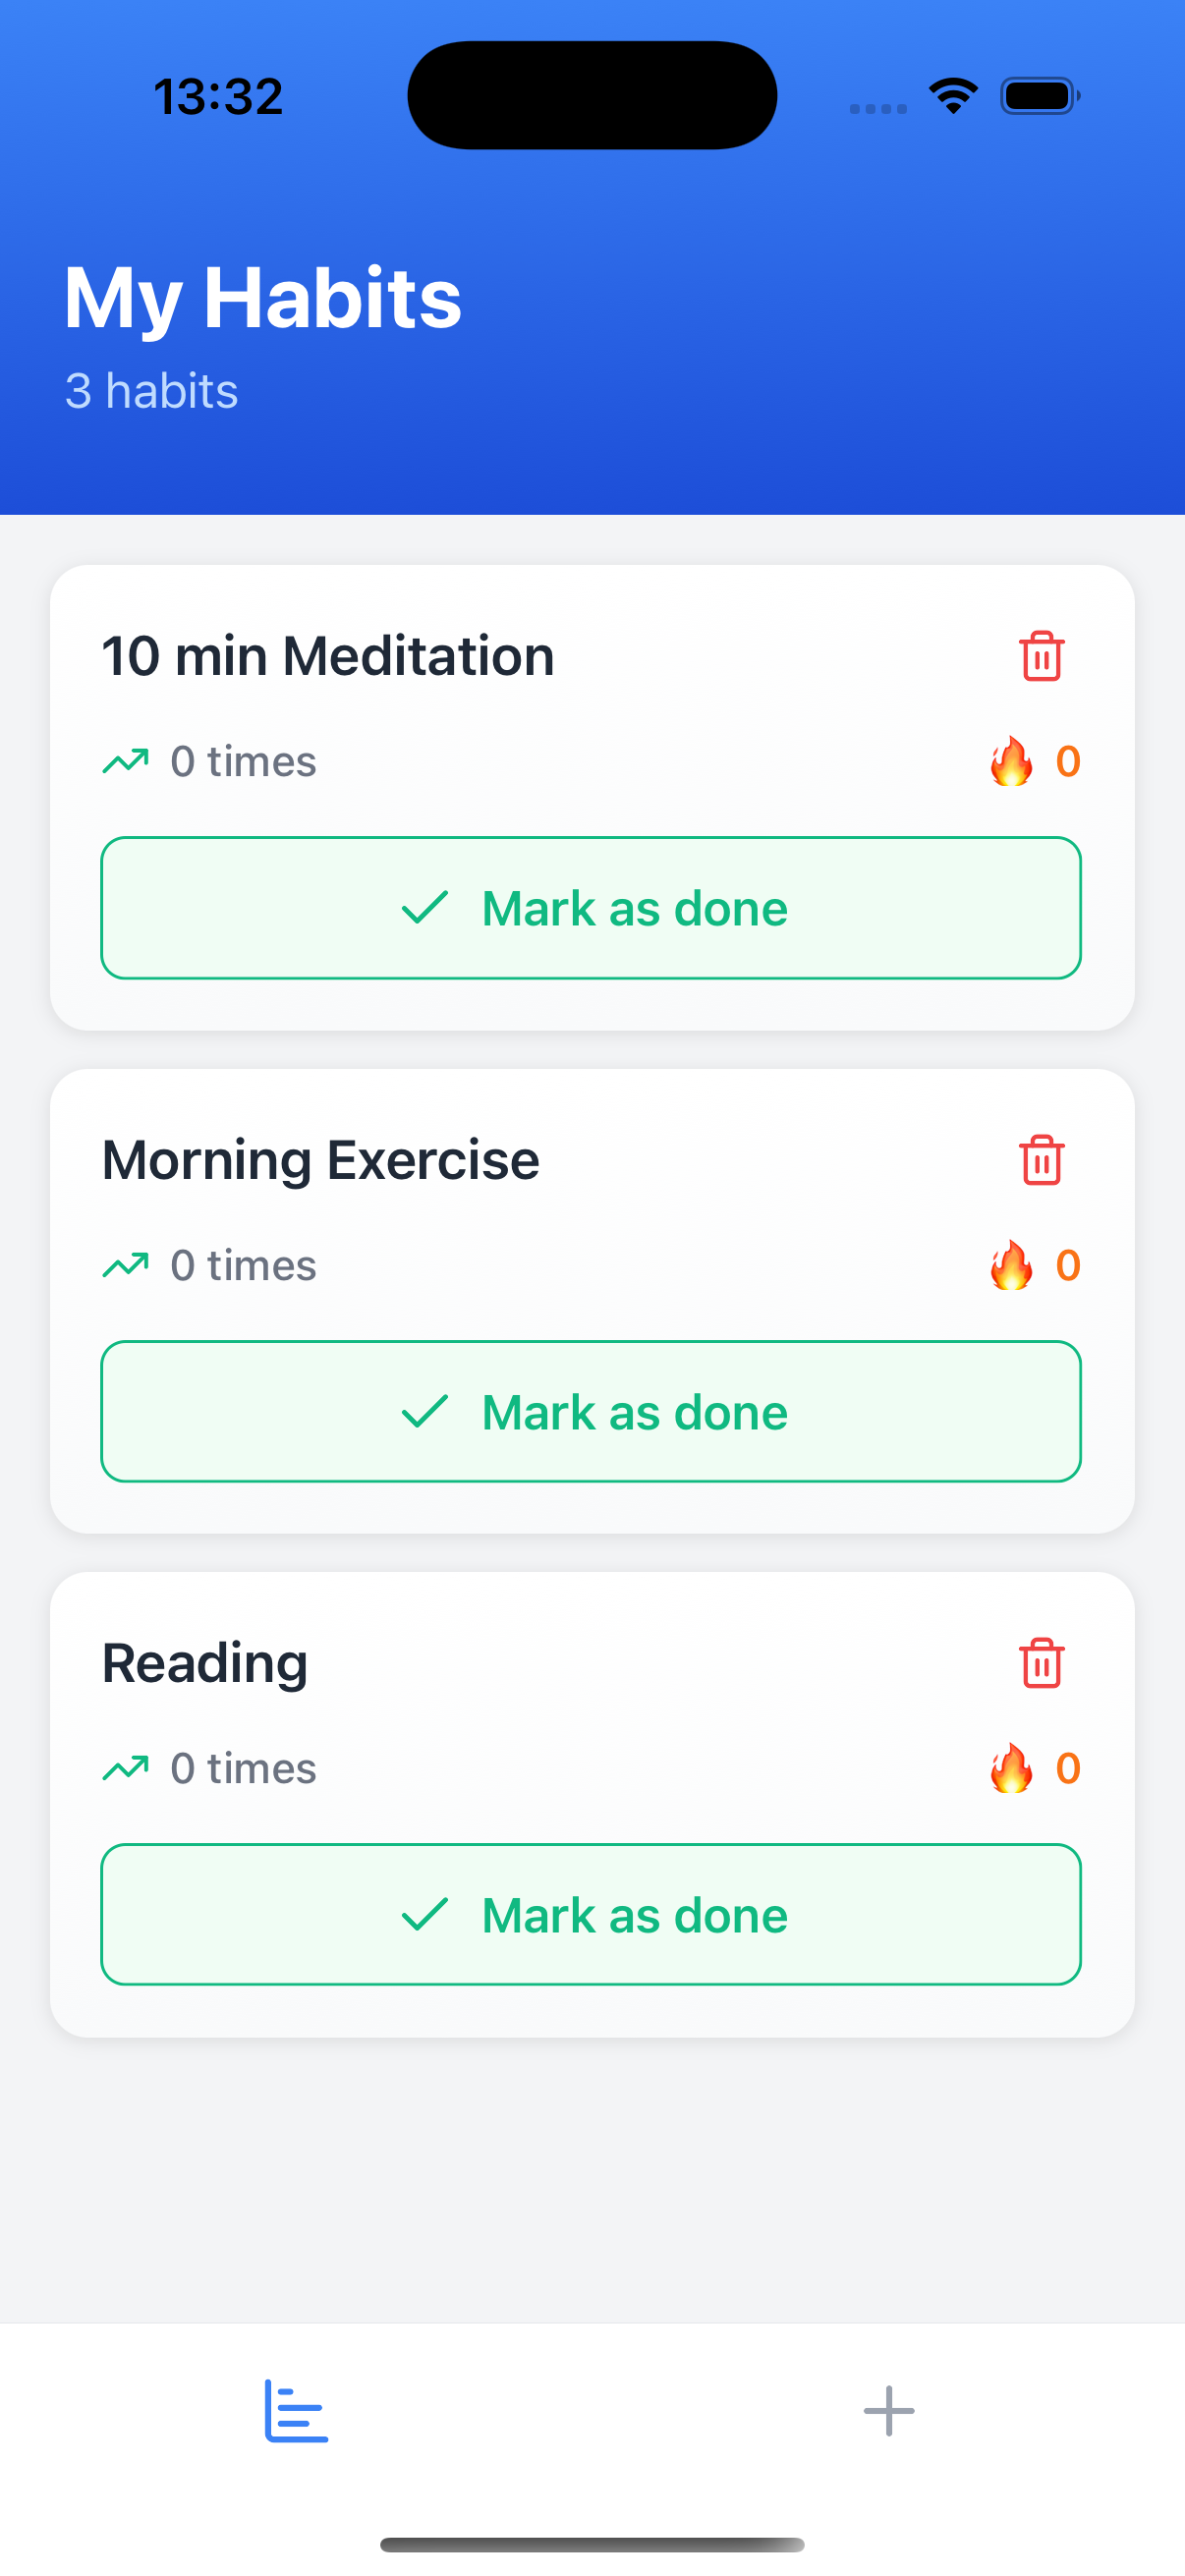 13:32
My Habits
3 habits
10 min Meditation
0 times
🔥 0
Mark as done
Morning Exercise
0 times
🔥 0
Mark as done
Reading
0 times
🔥 0
Mark as done